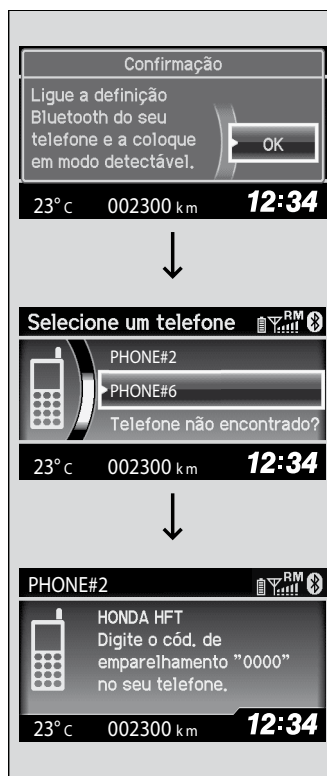 Confirmação
Ligue a definição
Bluetooth do seu
telefone e a coloque
em modo detectável.
OK
23°C 002300 km 12:34
Selecione um telefone RM
PHONE#2
PHONE#6
Telefone não encontrado?
23°C 002300 km 12:34
PHONE#2 RM
HONDA HFT
Digite o cód. de
emparelhamento "0000"
no seu telefone.
23°C 002300 km 12:34